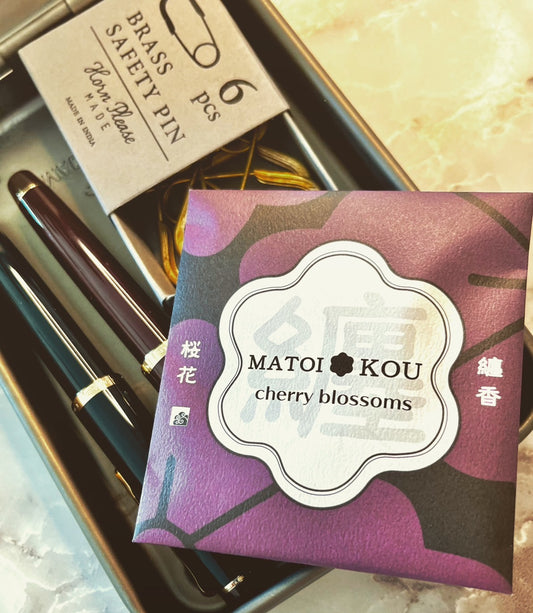 6
pcs
BRASS
SAFETY PIN
Horn Please
MADE
MADE IN INDIA
纏
MATOI KOU
cherry blossoms
桜花
纏香